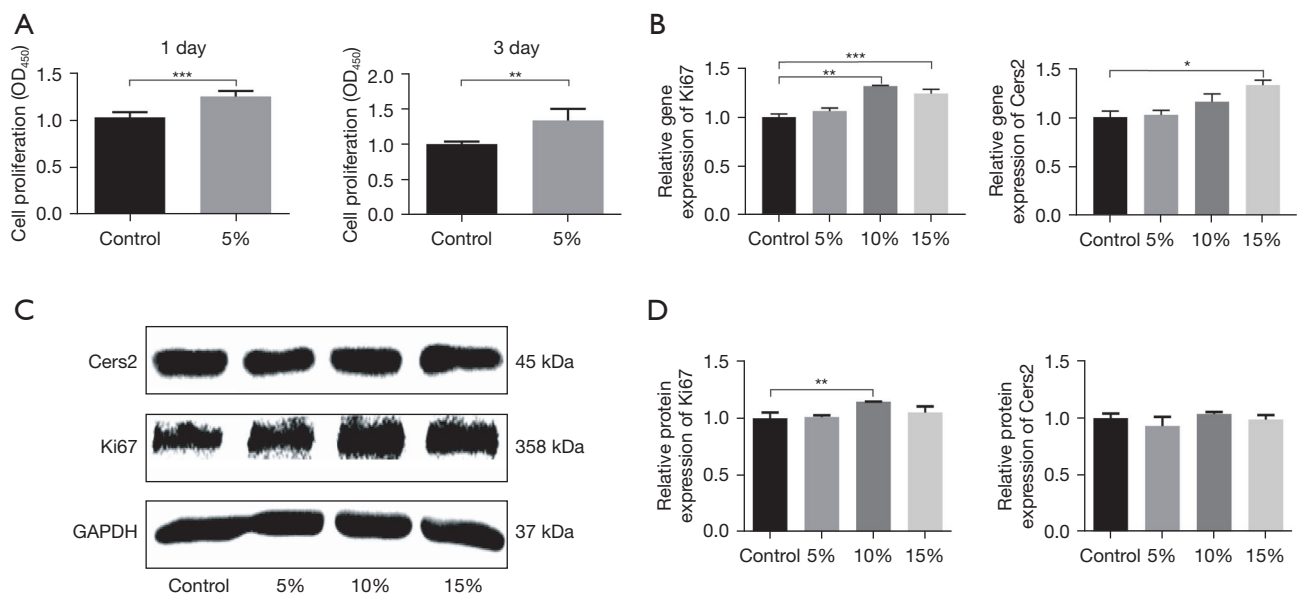 A
1 day
Cell proliferation (OD450)
***
1.5
1.0
0.5
0.0
Control 5%
3 day
Cell proliferation (OD450)
**
2.0
1.5
1.0
0.5
0.0
Control 5%
B
Relative gene
expression of Ki67
***
**
1.5
1.0
0.5
0.0
Control 5% 10% 15%
Relative gene
expression of Cers2
*
1.5
1.0
0.5
0.0
Control 5% 10% 15%
C
Cers2 45 kDa
Ki67 358 kDa
GAPDH 37 kDa
Control 5% 10% 15%
D
Relative protein
expression of Ki67
**
1.5
1.0
0.5
0.0
Control 5% 10% 15%
Relative protein
expression of Cers2
1.5
1.0
0.5
0.0
Control 5% 10% 15%